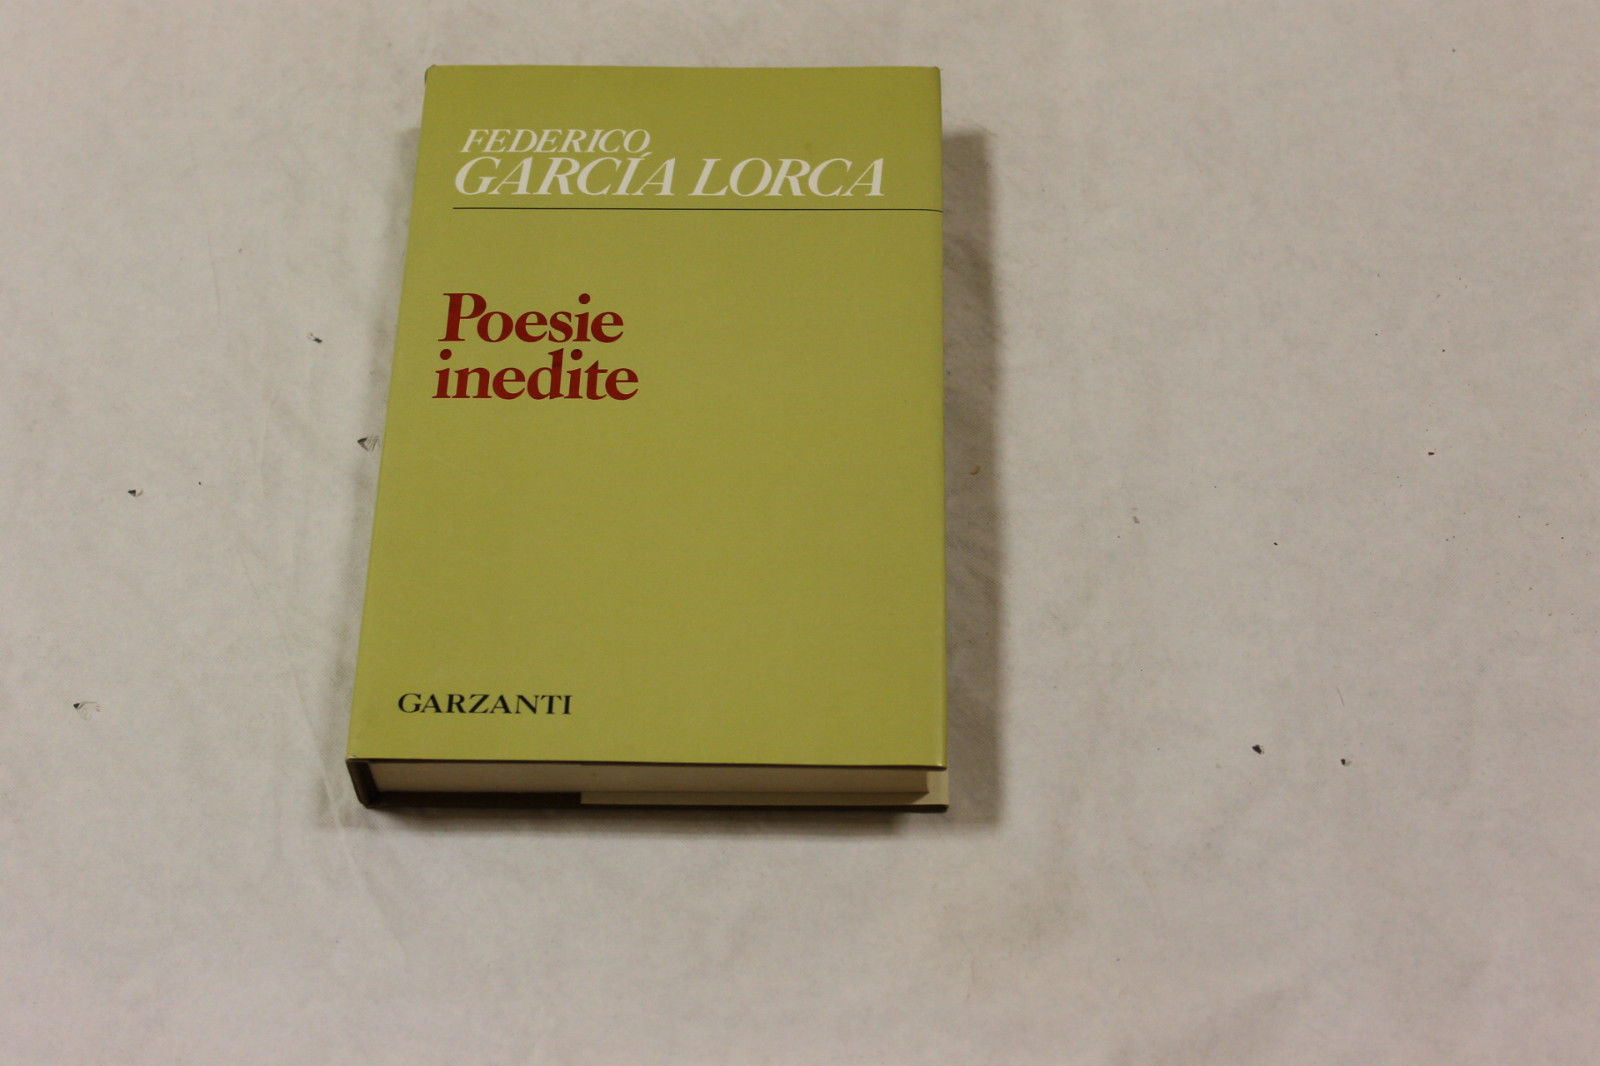 FEDERICO
GARCÍA LORCA
Poesie
inedite
GARZANTI